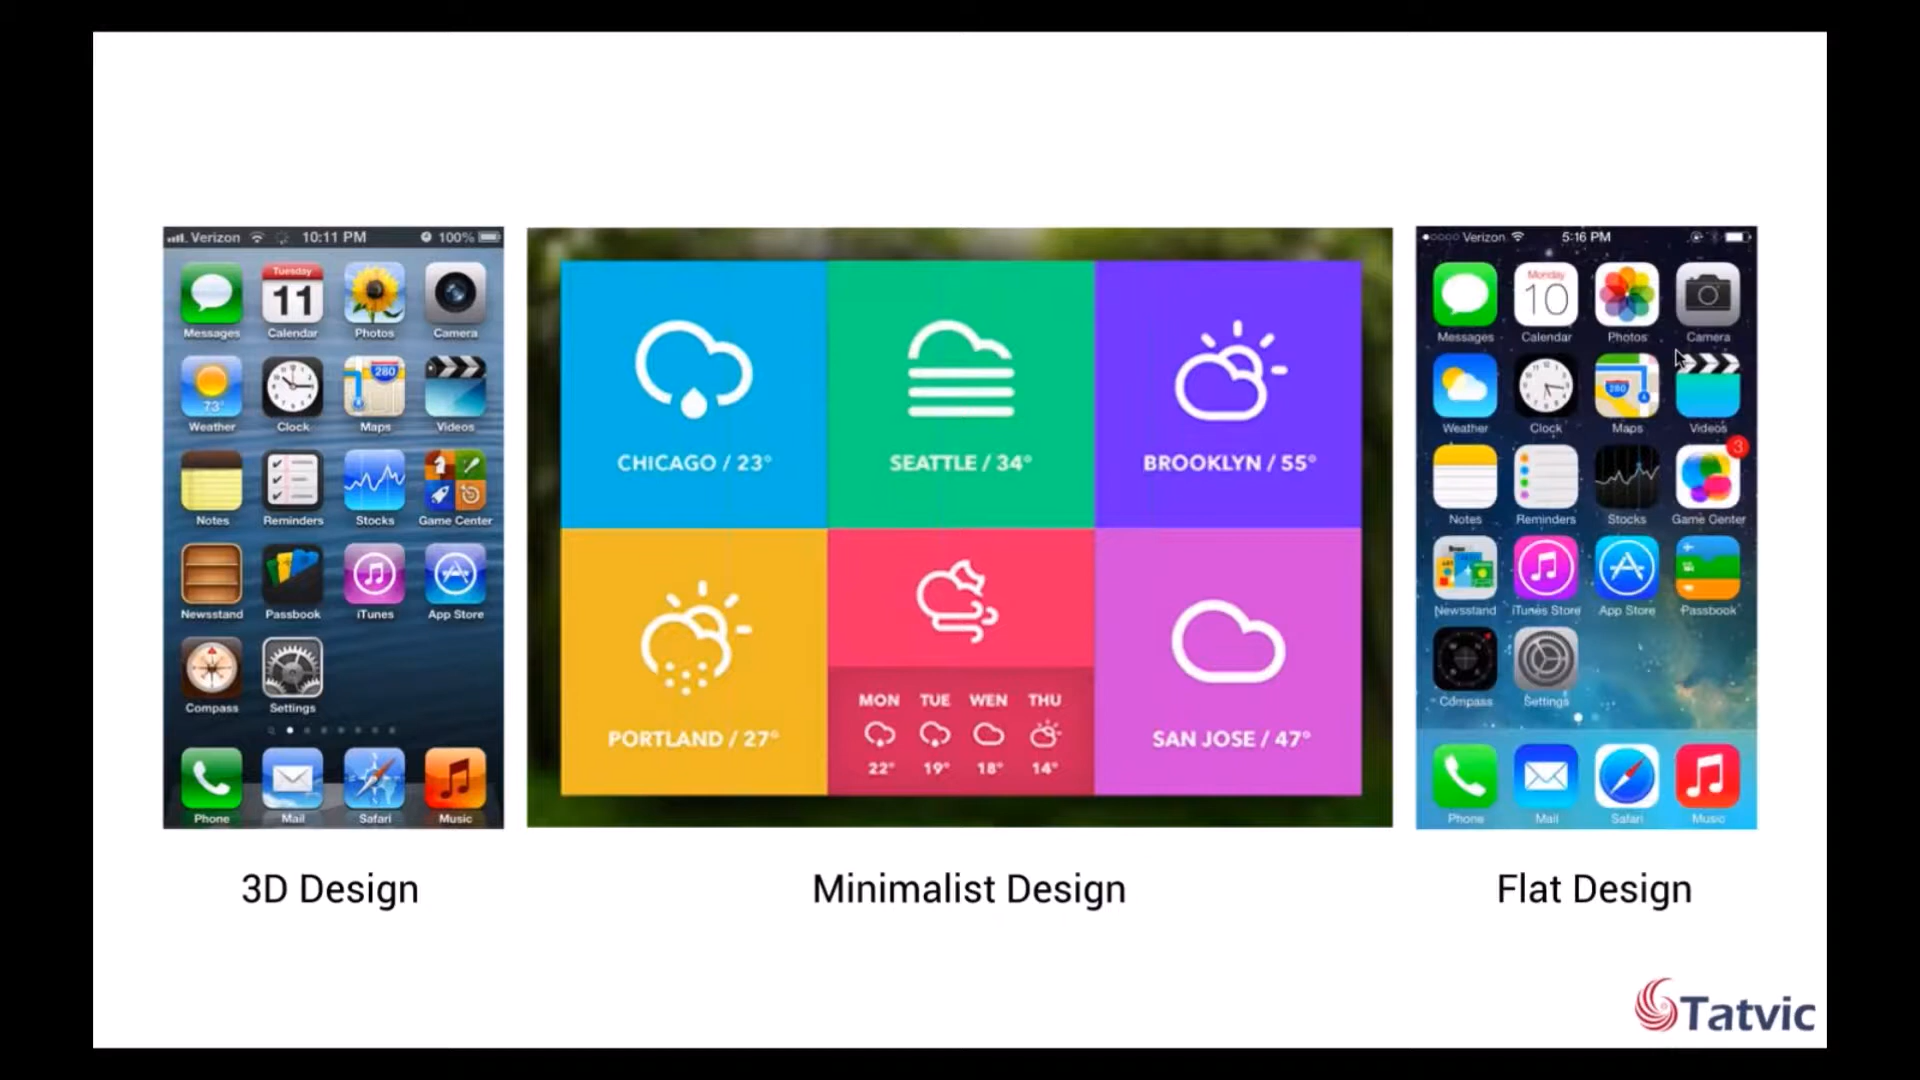 Verizon 10:11 PM 100%
Tuesday
11
Messages Calendar Photos Camera
73°
280
Weather Clock Maps Videos
Notes Reminders Stocks Game Center
Newsstand Passbook iTunes App Store
Compass Settings
Phone Mail Safari Music
3D Design
CHICAGO / 23°
SEATTLE / 34°
BROOKLYN / 55°
PORTLAND / 27°
MON TUE WEN THU
22° 19° 18° 14°
SAN JOSE / 47°
Minimalist Design
Verizon 5:16 PM
Monday
10
Messages Calendar Photos Camera
280
Weather Clock Maps Videos
3
Notes Reminders Stocks Game Center
Newsstand iTunes Store App Store Passbook
Compass Settings
Phone Mail Safari Music
Flat Design
Tatvic